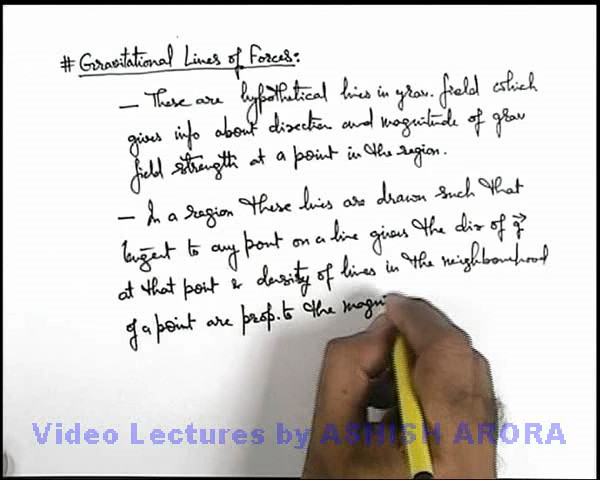 # Gravitational Lines of Forces:
– These are hypothetical lines in grav. field which
gives info about direction and magnitude of grav
field strength at a point in the region.
– In a region these lines are drawn such that
tangent to any point on a line gives the dir of g⃗
at that point & density of lines in the neighbourhood
of a point are prop. to the magni
Video Lectures by ASHISH ARORA